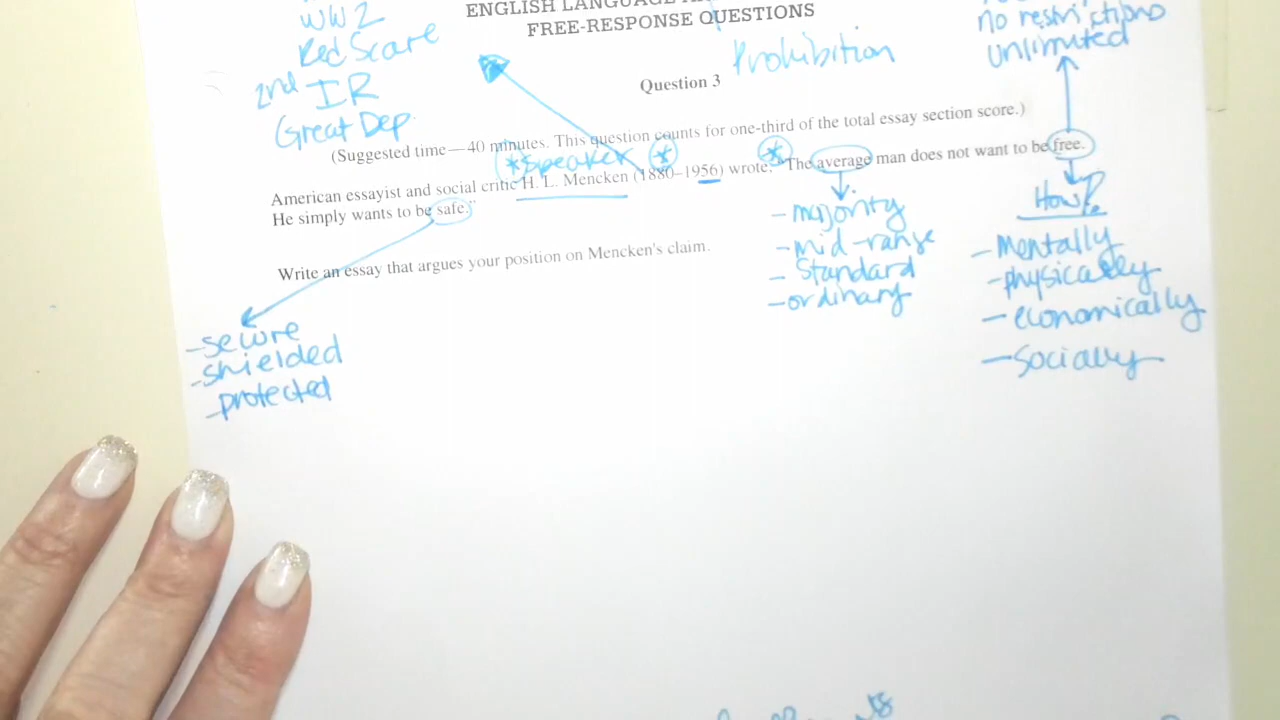 WW2
ENGLISH LANGUAGE
Red Scare
FREE-RESPONSE QUESTIONS
no restrictions
unlimited
Prohibition
2nd IR
Question 3
Great Dep.
(Suggested time—40 minutes. This question counts for one-third of the total essay section score.)
*Speaker * *
American essayist and social critic H. L. Mencken (1880–1956) wrote, "The average man does not want to be free.
He simply wants to be safe."
How?
- majority
- mid-range
- Standard
- ordinary
- mentally
- physically
- economically
- Socially
Write an essay that argues your position on Mencken's claim.
- secure
- shielded
- protected